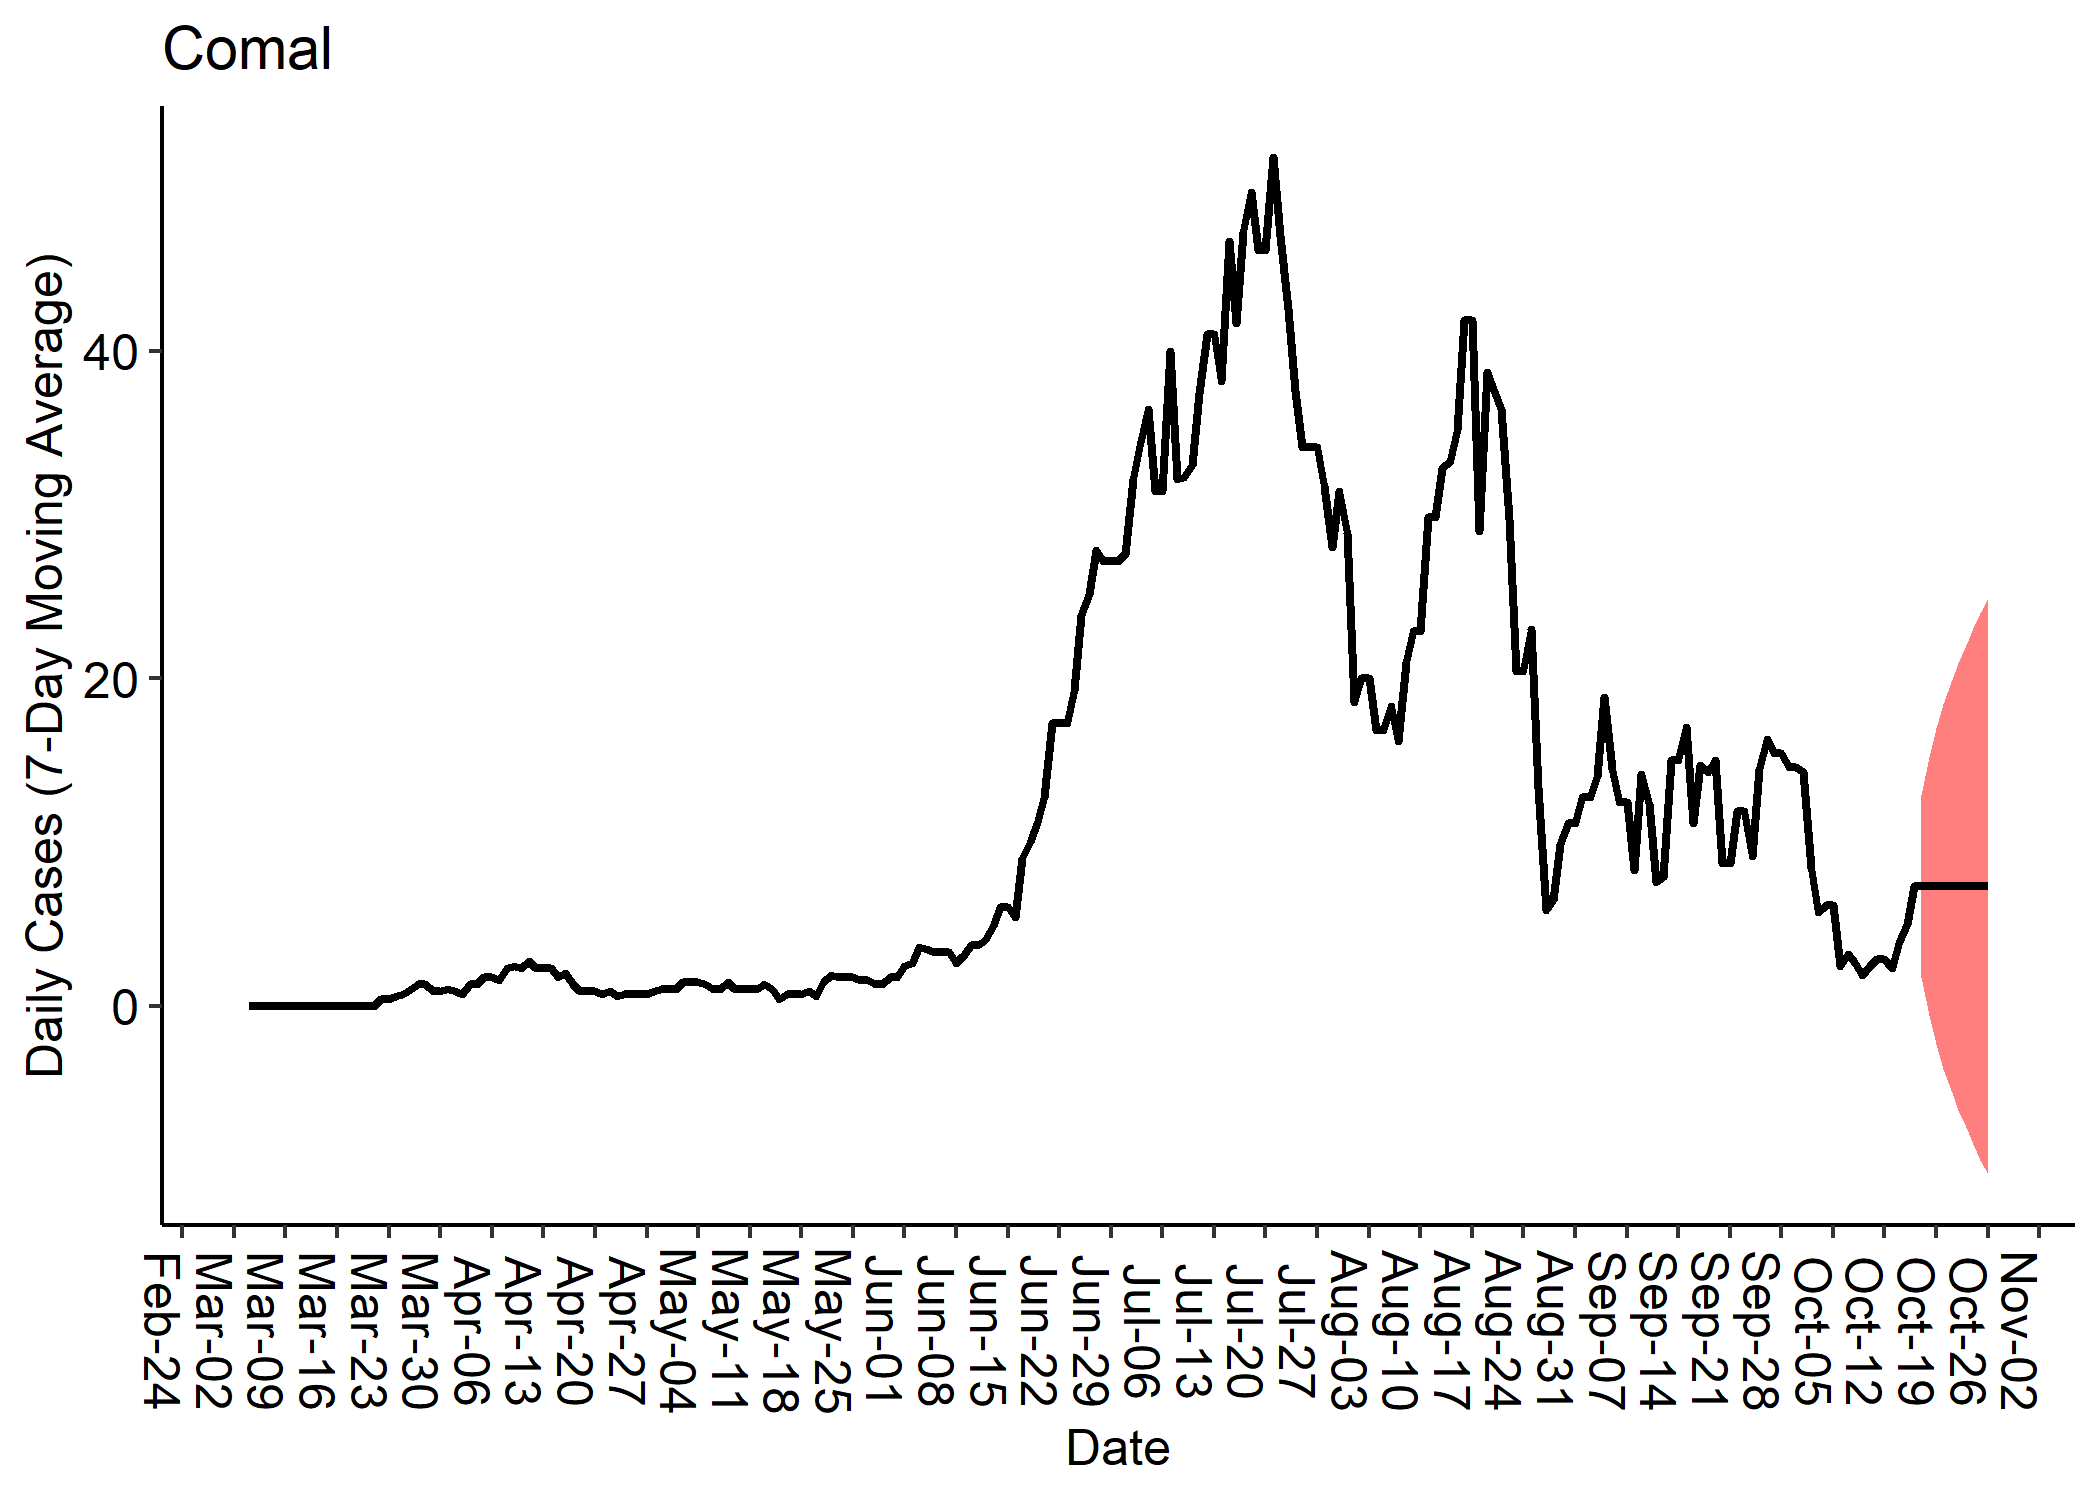 Comal
Daily Cases (7-Day Moving Average)
40
20
0
Feb-24
Mar-02
Mar-09
Mar-16
Mar-23
Mar-30
Apr-06
Apr-13
Apr-20
Apr-27
May-04
May-11
May-18
May-25
Jun-01
Jun-08
Jun-15
Jun-22
Jun-29
Jul-06
Jul-13
Jul-20
Jul-27
Aug-03
Aug-10
Aug-17
Aug-24
Aug-31
Sep-07
Sep-14
Sep-21
Sep-28
Oct-05
Oct-12
Oct-19
Oct-26
Nov-02
Date